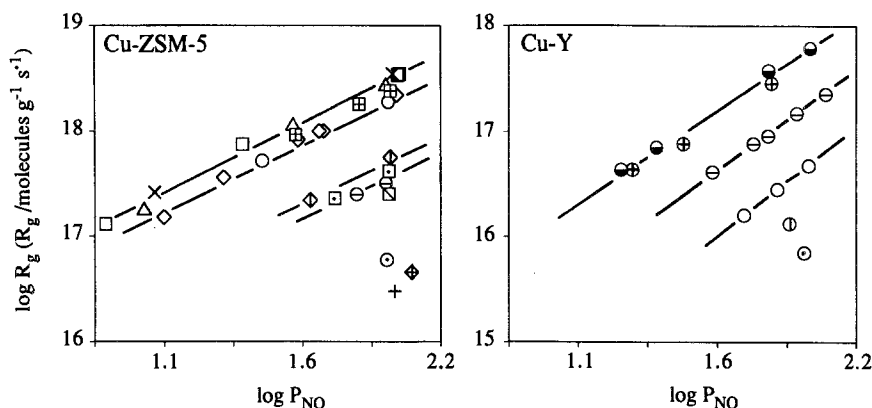 Cu-ZSM-5
log R_g (R_g /molecules g⁻¹ s⁻¹)
19
18
17
16
1.1
1.6
2.2
log P_NO
Cu-Y
18
17
16
15
1.1
1.6
2.2
log P_NO